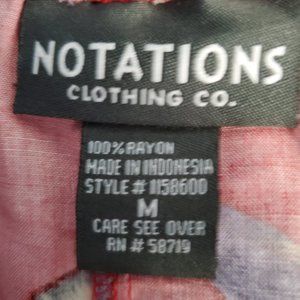 NOTATIONS
CLOTHING CO.
100% RAYON
MADE IN INDONESIA
STYLE # 1158600
M
CARE SEE OVER
RN # 58719